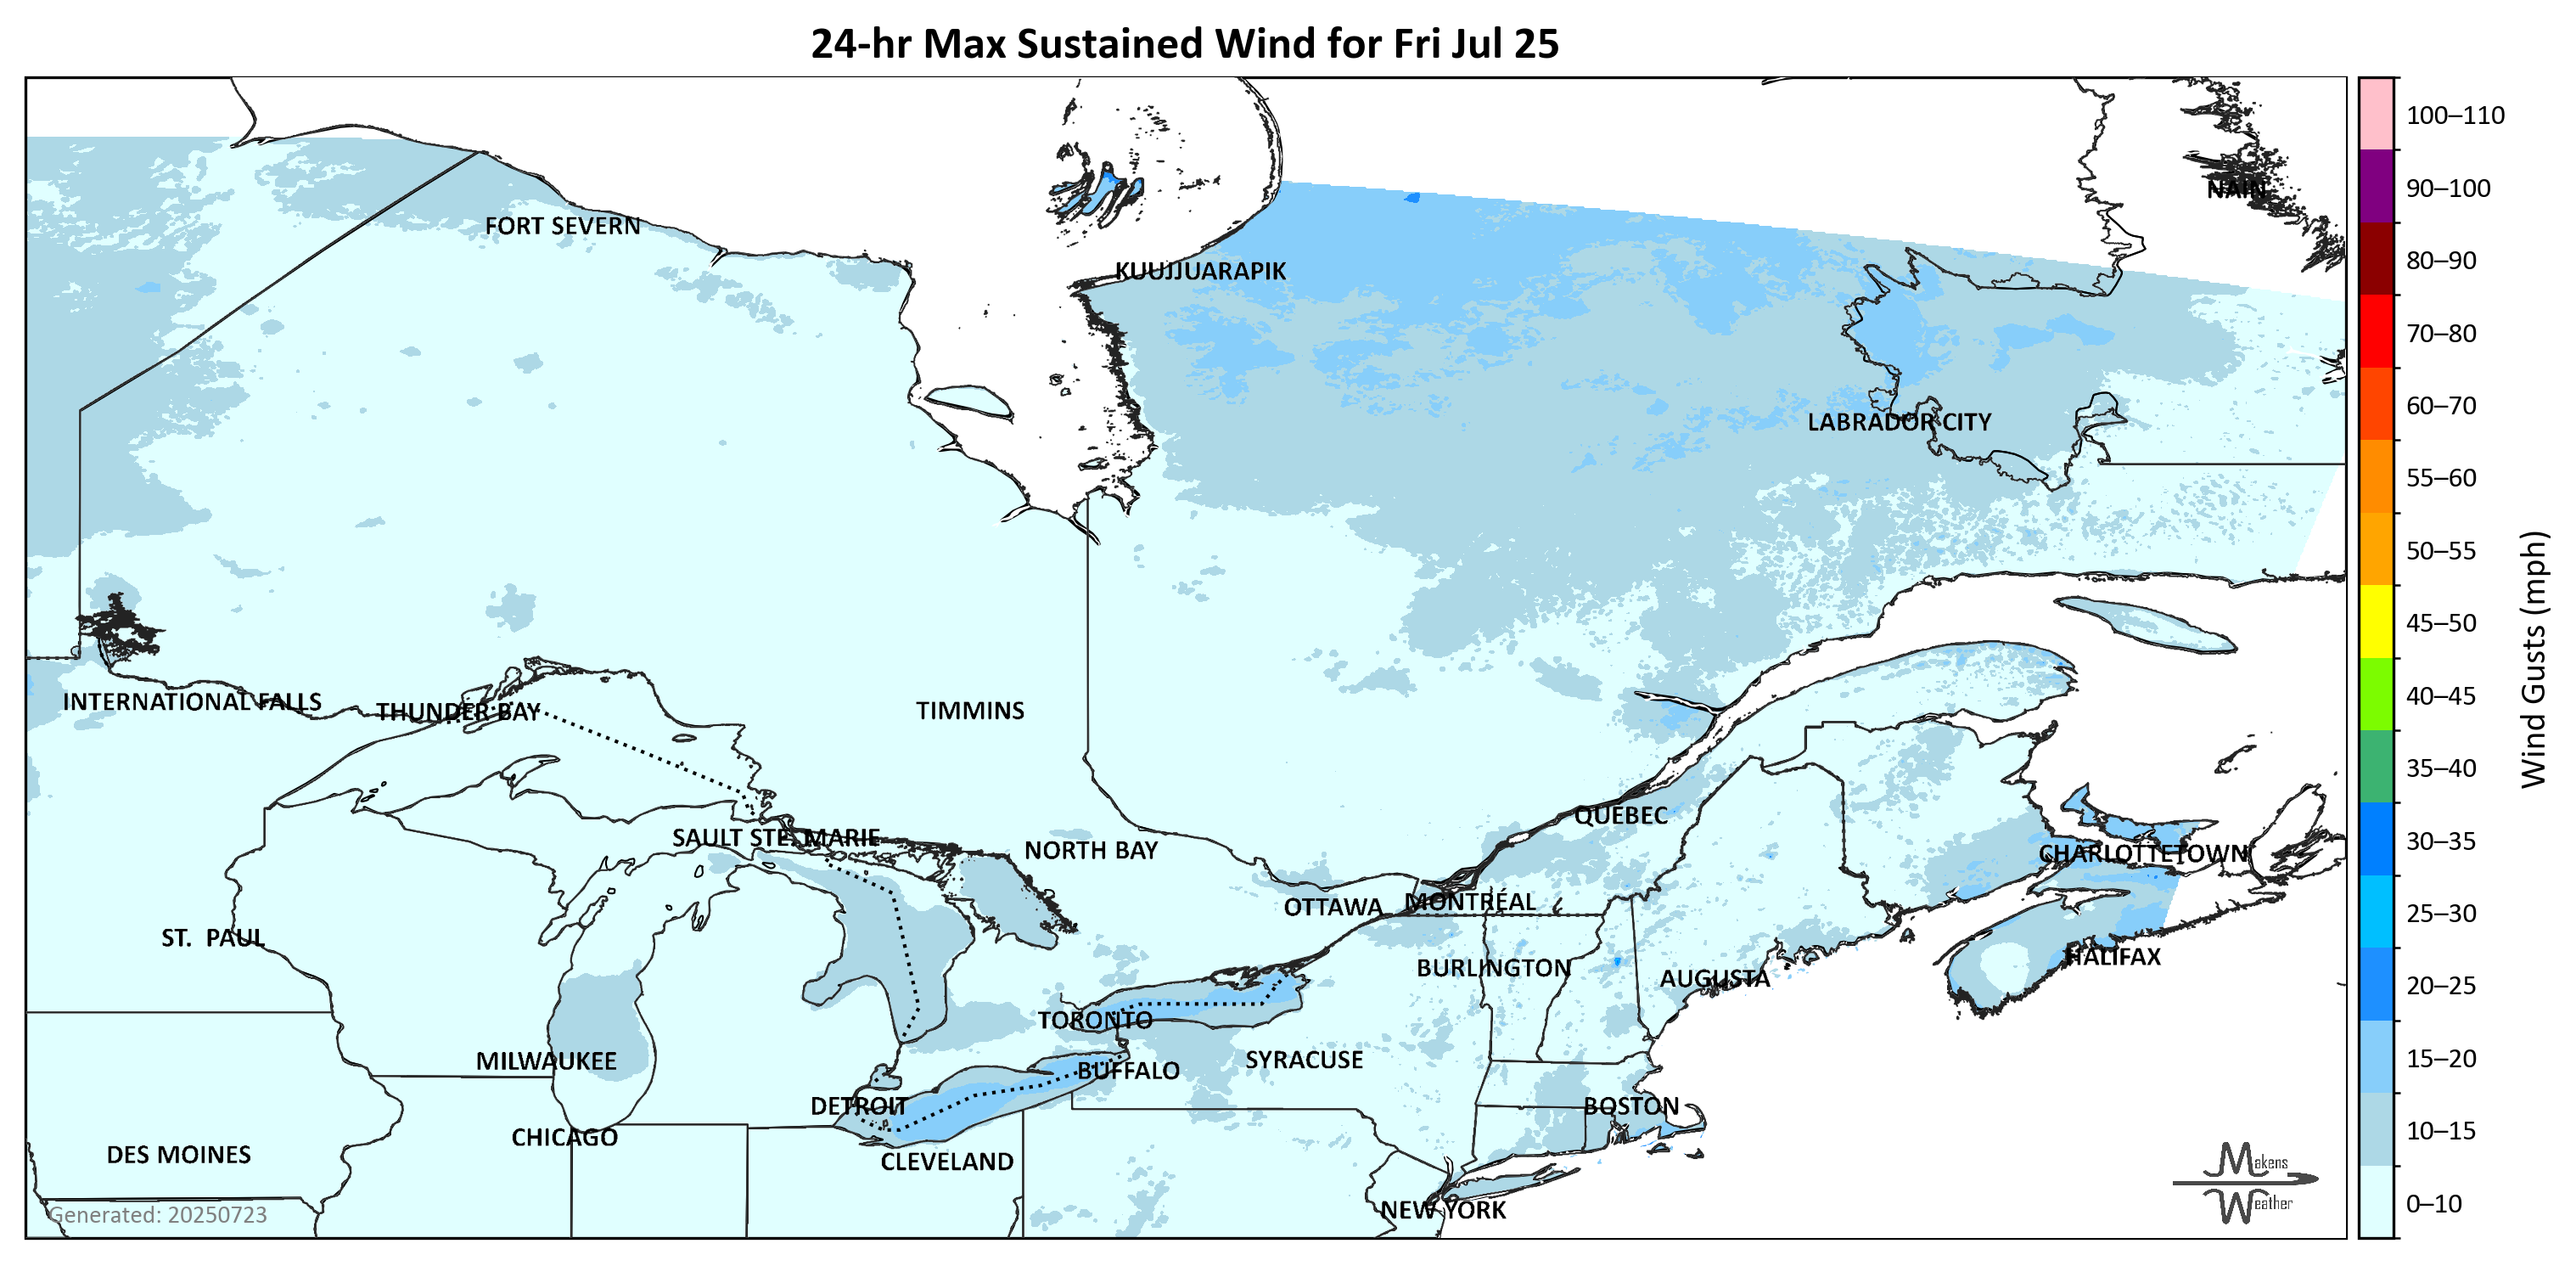 24-hr Max Sustained Wind for Fri Jul 25
100–110
90–100
80–90
70–80
60–70
55–60
50–55
45–50
40–45
35–40
30–35
25–30
20–25
15–20
10–15
0–10
Wind Gusts (mph)
NAIN
FORT SEVERN
KUUJJUARAPIK
LABRADOR CITY
INTERNATIONAL FALLS
THUNDER BAY
TIMMINS
QUÉBEC
SAULT STE. MARIE
NORTH BAY
CHARLOTTETOWN
OTTAWA
MONTRÉAL
ST. PAUL
HALIFAX
BURLINGTON
AUGUSTA
TORONTO
MILWAUKEE
SYRACUSE
BUFFALO
DETROIT
BOSTON
CHICAGO
DES MOINES
CLEVELAND
NEW YORK
Generated: 20250723
Makens
Weather